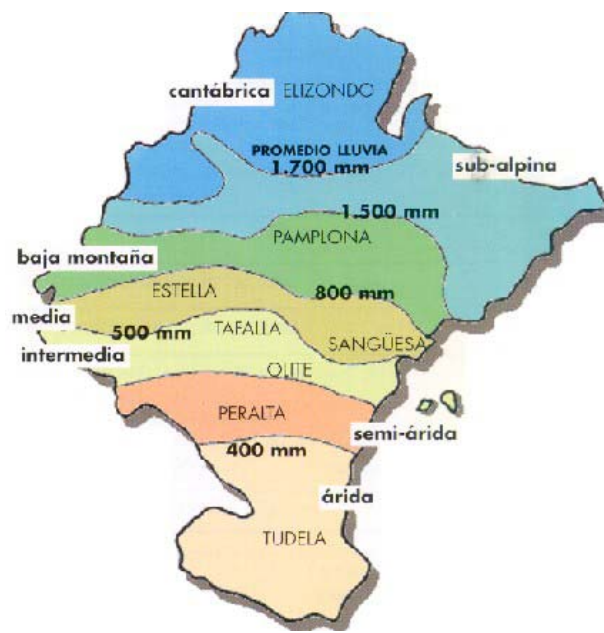 cantábrica
ELIZONDO
PROMEDIO LLUVIA
1.700 mm
sub-alpina
1.500 mm
PAMPLONA
baja montaña
ESTELLA
800 mm
media
500 mm
TAFALLA
intermedia
SANGÜESA
OLITE
PERALTA
semi-árida
400 mm
árida
TUDELA